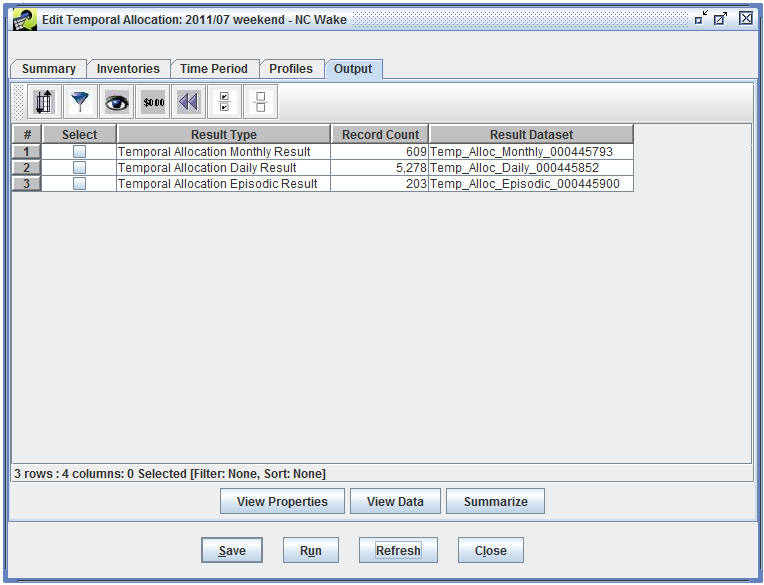 Edit Temporal Allocation: 2011/07 weekend - NC Wake
Summary Inventories Time Period Profiles Output
$0.00
# Select Result Type Record Count Result Dataset
1 Temporal Allocation Monthly Result 609 Temp_Alloc_Monthly_000445793
2 Temporal Allocation Daily Result 5,278 Temp_Alloc_Daily_000445852
3 Temporal Allocation Episodic Result 203 Temp_Alloc_Episodic_000445900
3 rows : 4 columns: 0 Selected [Filter: None, Sort: None]
View Properties View Data Summarize
Save Run Refresh Close